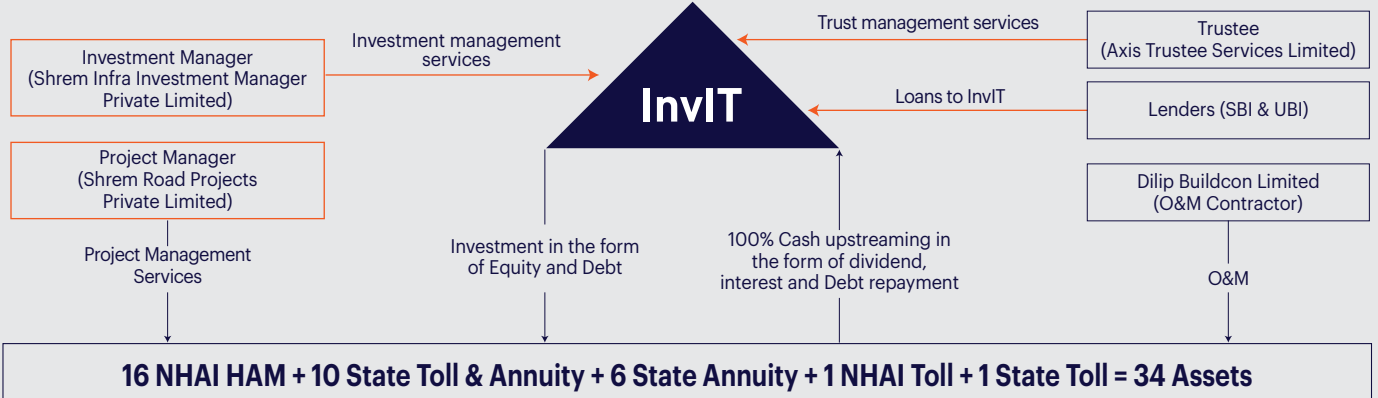 Investment Manager
(Shrem Infra Investment Manager
Private Limited)
Investment management
services
InvIT
Trust management services
Trustee
(Axis Trustee Services Limited)
Loans to InvIT
Lenders (SBI & UBI)
Project Manager
(Shrem Road Projects
Private Limited)
Dilip Buildcon Limited
(O&M Contractor)
Project Management
Services
Investment in the form
of Equity and Debt
100% Cash upstreaming in
the form of dividend,
interest and Debt repayment
O&M
16 NHAI HAM + 10 State Toll & Annuity + 6 State Annuity + 1 NHAI Toll + 1 State Toll = 34 Assets